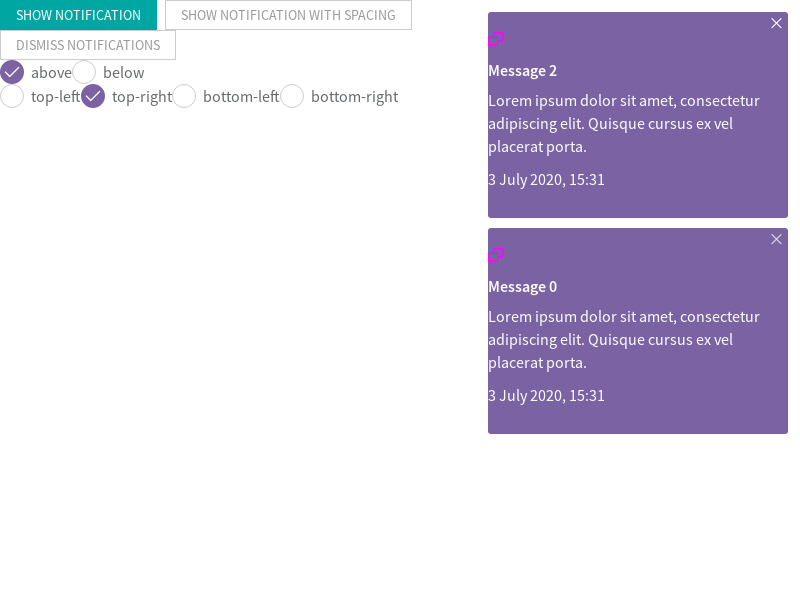 SHOW NOTIFICATION
SHOW NOTIFICATION WITH SPACING
DISMISS NOTIFICATIONS
above below
top-left top-right bottom-left bottom-right
Message 2
Lorem ipsum dolor sit amet, consectetur
adipiscing elit. Quisque cursus ex vel
placerat porta.
3 July 2020, 15:31
Message 0
Lorem ipsum dolor sit amet, consectetur
adipiscing elit. Quisque cursus ex vel
placerat porta.
3 July 2020, 15:31